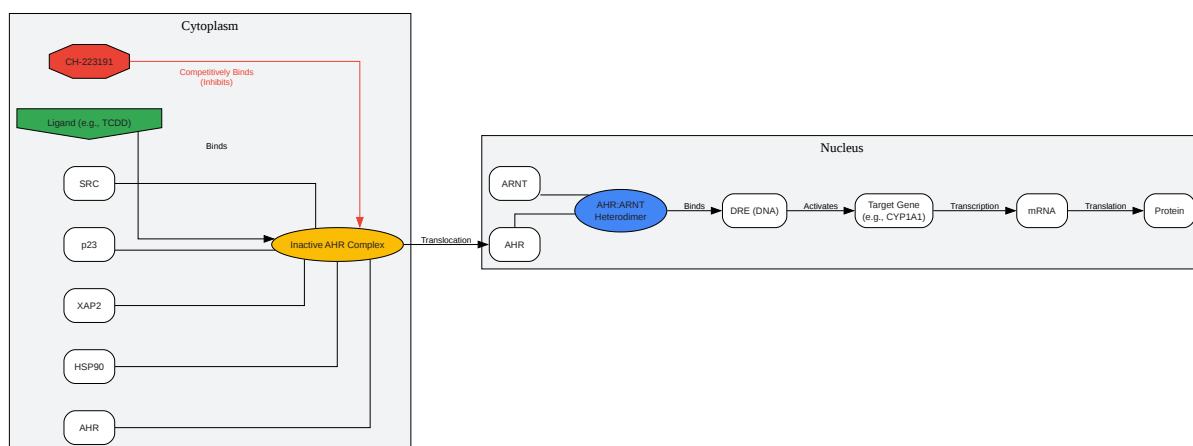 Cytoplasm
CH-223191
Competitively Binds
(Inhibits)
Ligand (e.g., TCDD)
Binds
SRC
p23
Inactive AHR Complex
XAP2
HSP90
AHR
Translocation
Nucleus
ARNT
AHR
AHR:ARNT
Heterodimer
Binds
DRE (DNA)
Activates
Target Gene
(e.g., CYP1A1)
Transcription
mRNA
Translation
Protein